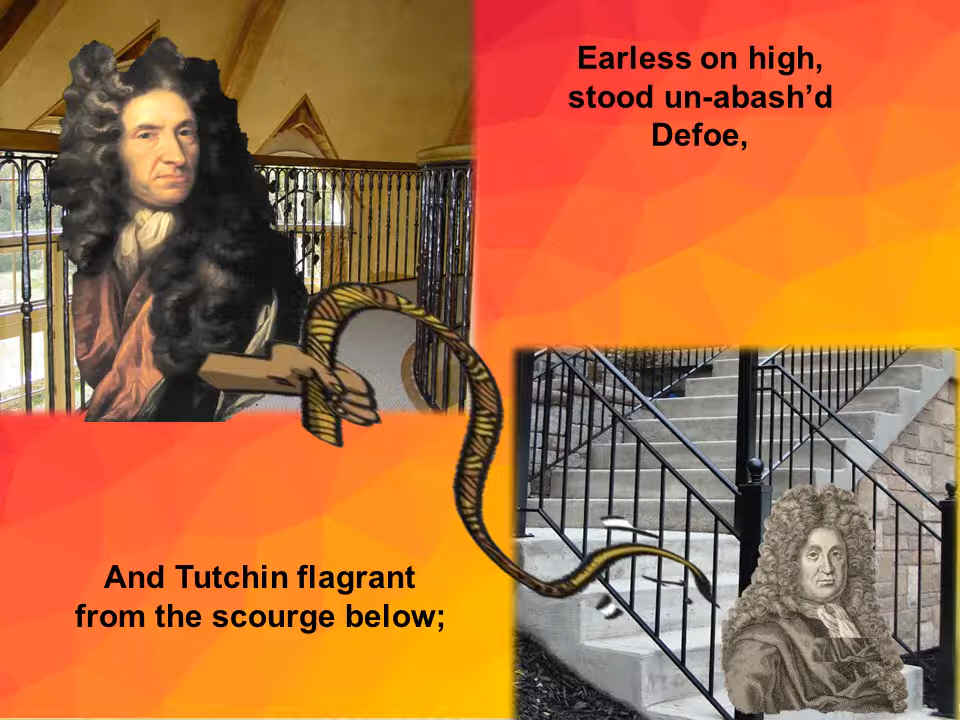 Earless on high,
stood un-abash’d
Defoe,
And Tutchin flagrant
from the scourge below;